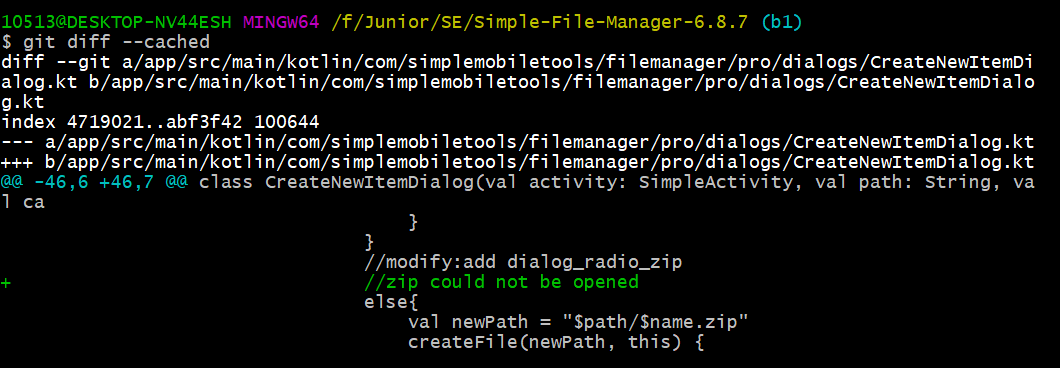 10513@DESKTOP-NV44ESH MINGW64 /f/Junior/SE/Simple-File-Manager-6.8.7 (b1)
$ git diff --cached
diff --git a/app/src/main/kotlin/com/simplemobiletools/filemanager/pro/dialogs/CreateNewItemDi
alog.kt b/app/src/main/kotlin/com/simplemobiletools/filemanager/pro/dialogs/CreateNewItemDialo
g.kt
index 4719021..abf3f42 100644
--- a/app/src/main/kotlin/com/simplemobiletools/filemanager/pro/dialogs/CreateNewItemDialog.kt
+++ b/app/src/main/kotlin/com/simplemobiletools/filemanager/pro/dialogs/CreateNewItemDialog.kt
@@ -46,6 +46,7 @@ class CreateNewItemDialog(val activity: SimpleActivity, val path: String, va
l ca
                                     }
                                 }
                                 //modify:add dialog_radio_zip
+                                //zip could not be opened
                                 else{
                                     val newPath = "$path/$name.zip"
                                     createFile(newPath, this) {